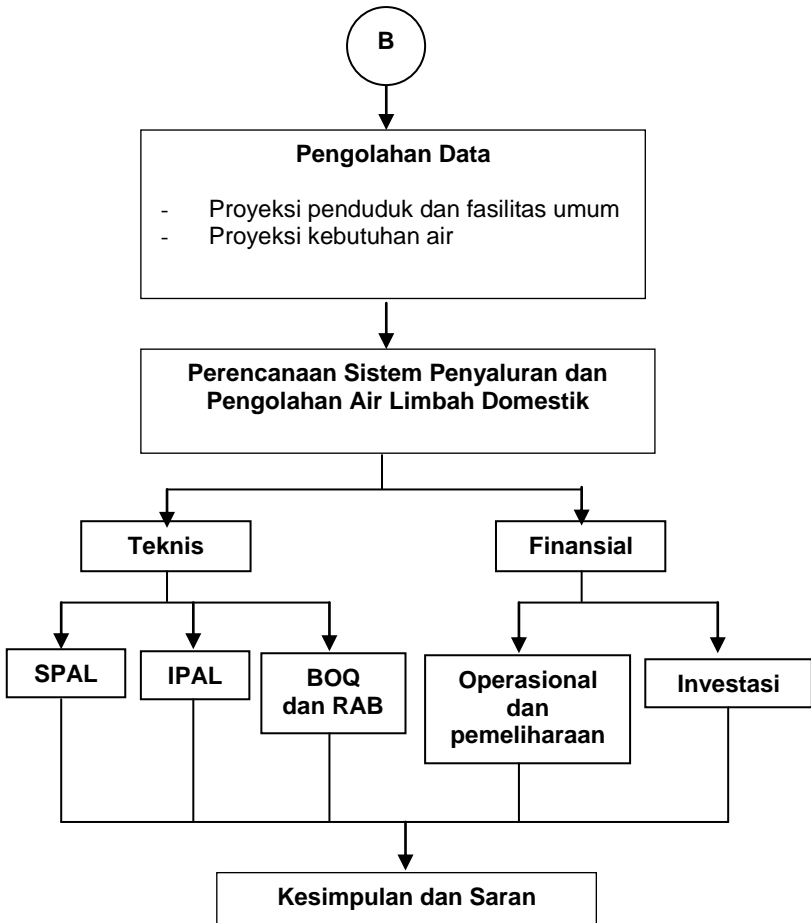 B
Pengolahan Data
- Proyeksi penduduk dan fasilitas umum
- Proyeksi kebutuhan air
Perencanaan Sistem Penyaluran dan
Pengolahan Air Limbah Domestik
Teknis
Finansial
SPAL
IPAL
BOQ
dan RAB
Operasional
dan
pemeliharaan
Investasi
Kesimpulan dan Saran